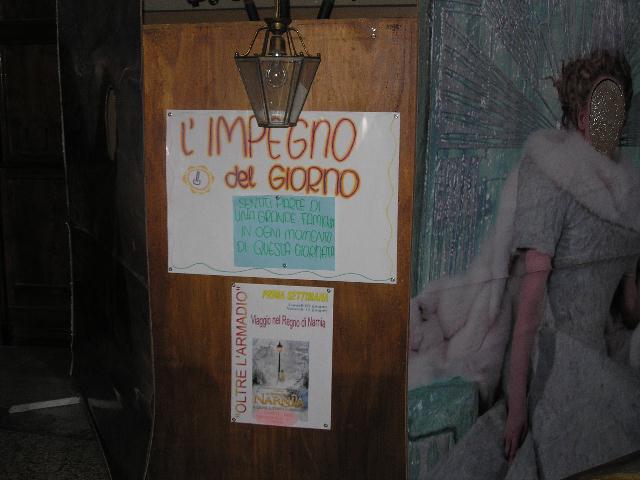 L'IMPEGNO
del GIORNO
SENTITI PARTE DI
UNA GRANDE FAMIGLIA
IN OGNI MOMENTO
DI QUESTA GIORNATA
OLTRE L'ARMADIO"
PRIMA SETTIMANA
Viaggio nel Regno di Narnia
NARNIA